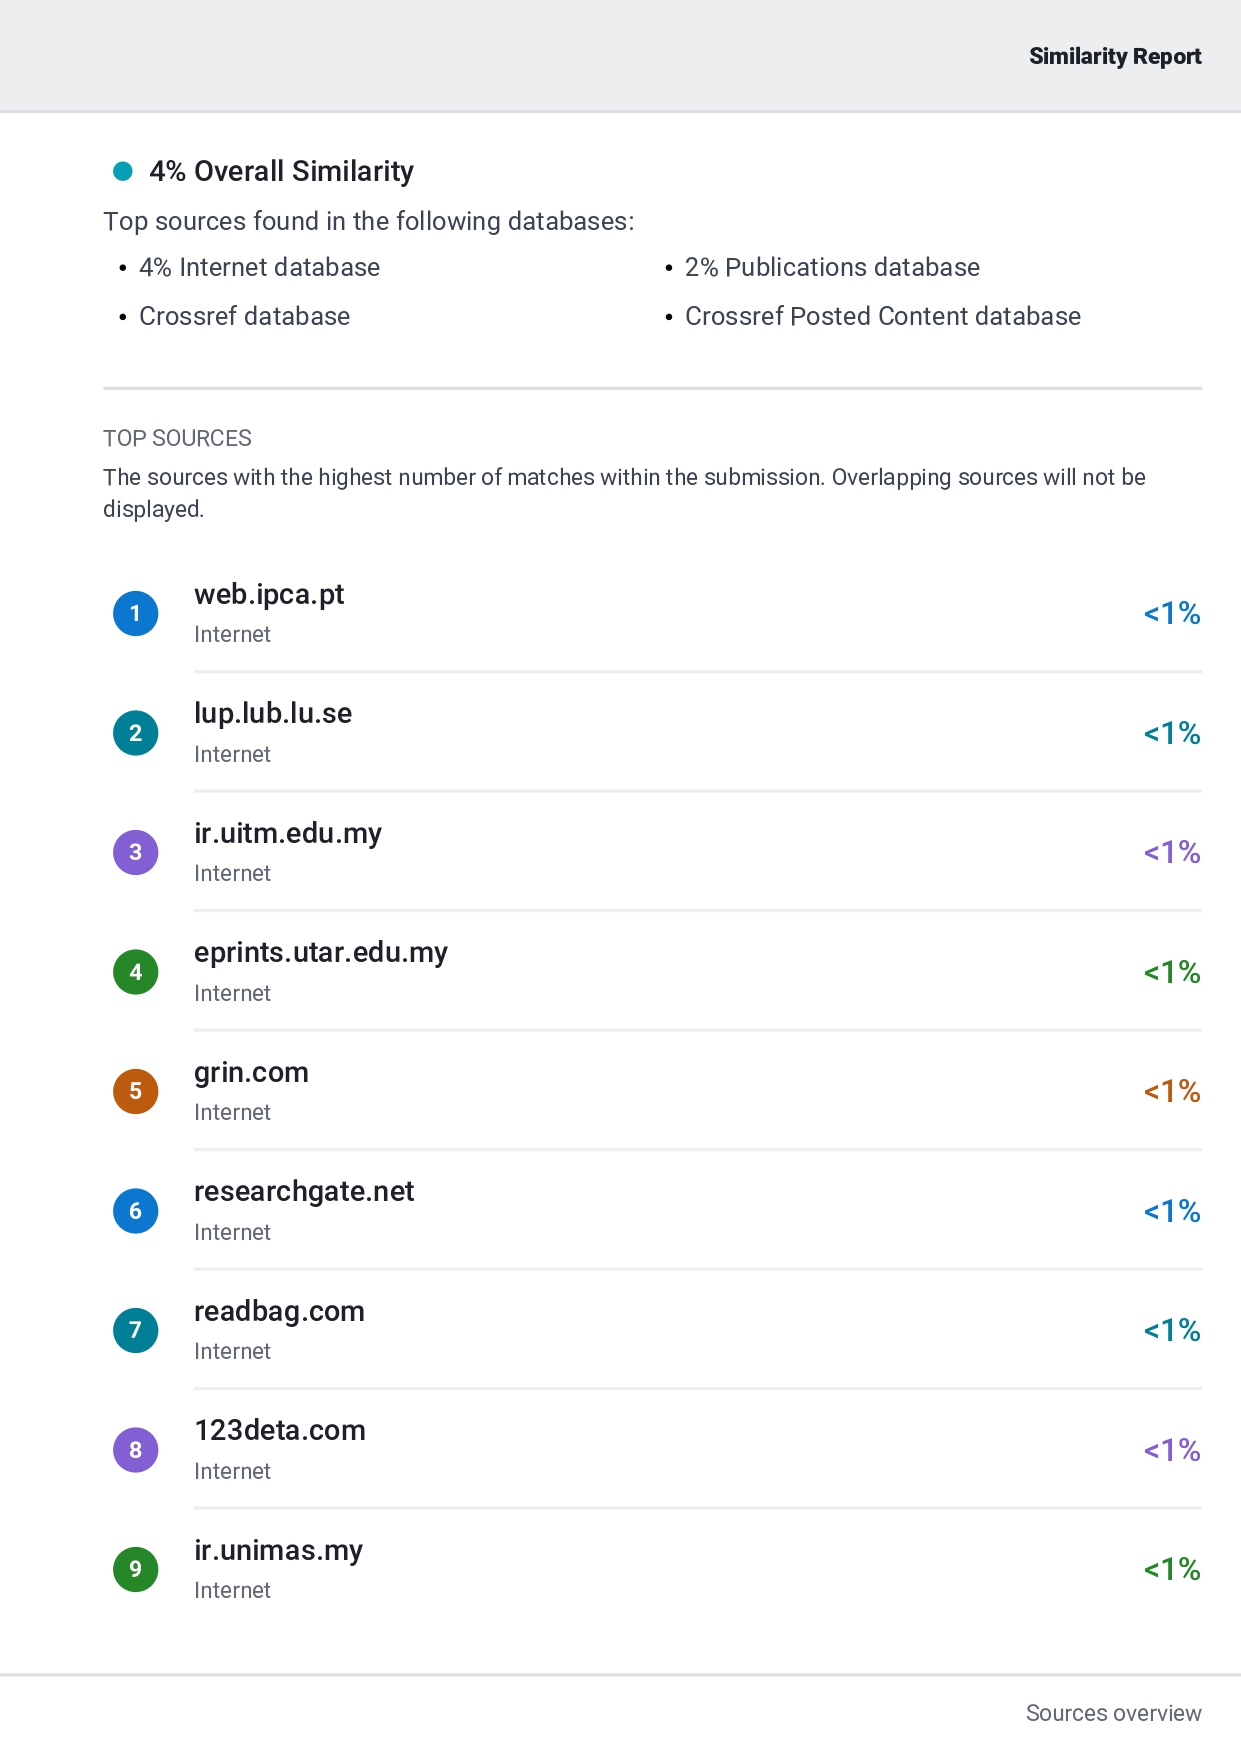 Similarity Report
4% Overall Similarity
Top sources found in the following databases:
• 4% Internet database
• 2% Publications database
• Crossref database
• Crossref Posted Content database
TOP SOURCES
The sources with the highest number of matches within the submission. Overlapping sources will not be
displayed.
1 web.ipca.pt <1%
Internet
2 lup.lub.lu.se <1%
Internet
3 ir.uitm.edu.my <1%
Internet
4 eprints.utar.edu.my <1%
Internet
5 grin.com <1%
Internet
6 researchgate.net <1%
Internet
7 readbag.com <1%
Internet
8 123deta.com <1%
Internet
9 ir.unimas.my <1%
Internet
Sources overview